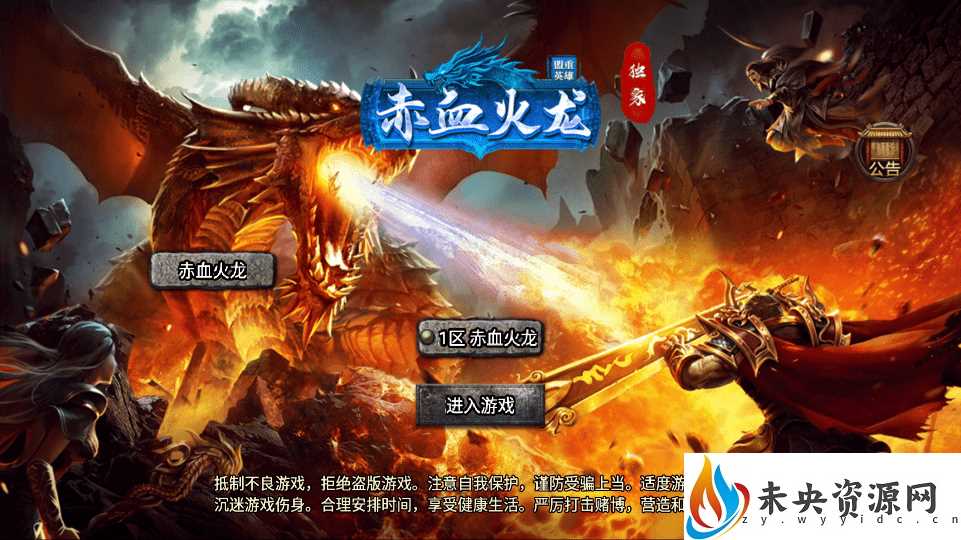 盟重
英雄
赤血火龙
独家
公告
赤血火龙
1区 赤血火龙
进入游戏
抵制不良游戏，拒绝盗版游戏。注意自我保护，谨防受骗上当。适度游
沉迷游戏伤身。合理安排时间，享受健康生活。严厉打击赌博，营造和
未央资源网
zy.wyyidc.cn